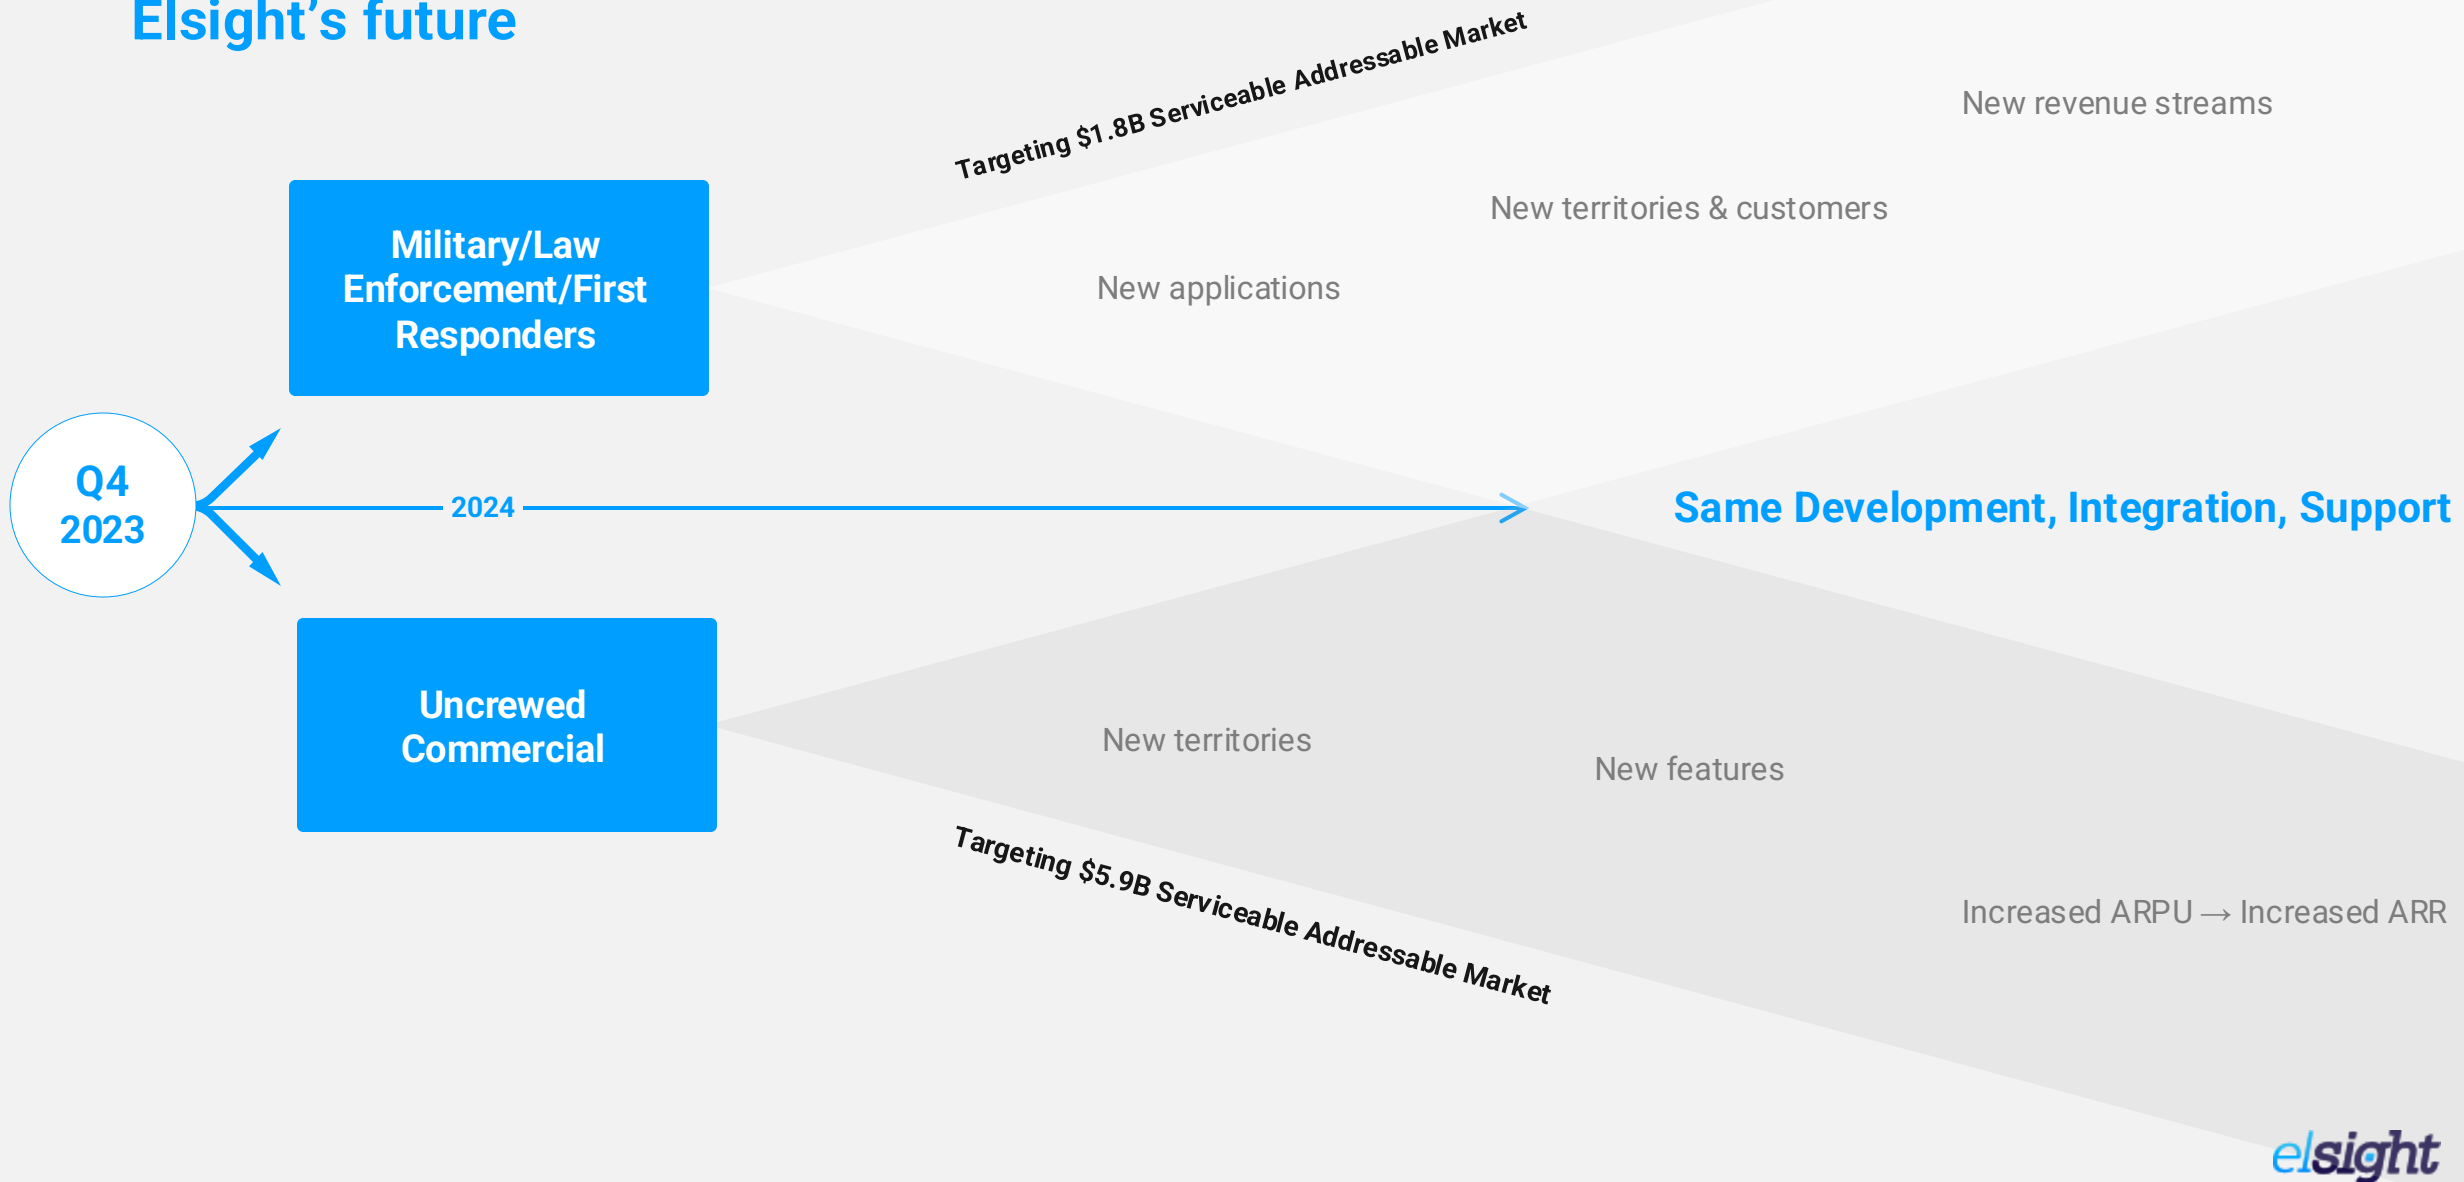 Elsight’s future
Targeting $1.8B Serviceable Addressable Market
New revenue streams
New territories & customers
New applications
Military/Law
Enforcement/First
Responders
Q4
2023
2024
Same Development, Integration, Support
Uncrewed
Commercial
New territories
New features
Targeting $5.9B Serviceable Addressable Market
Increased ARPU → Increased ARR
elsight